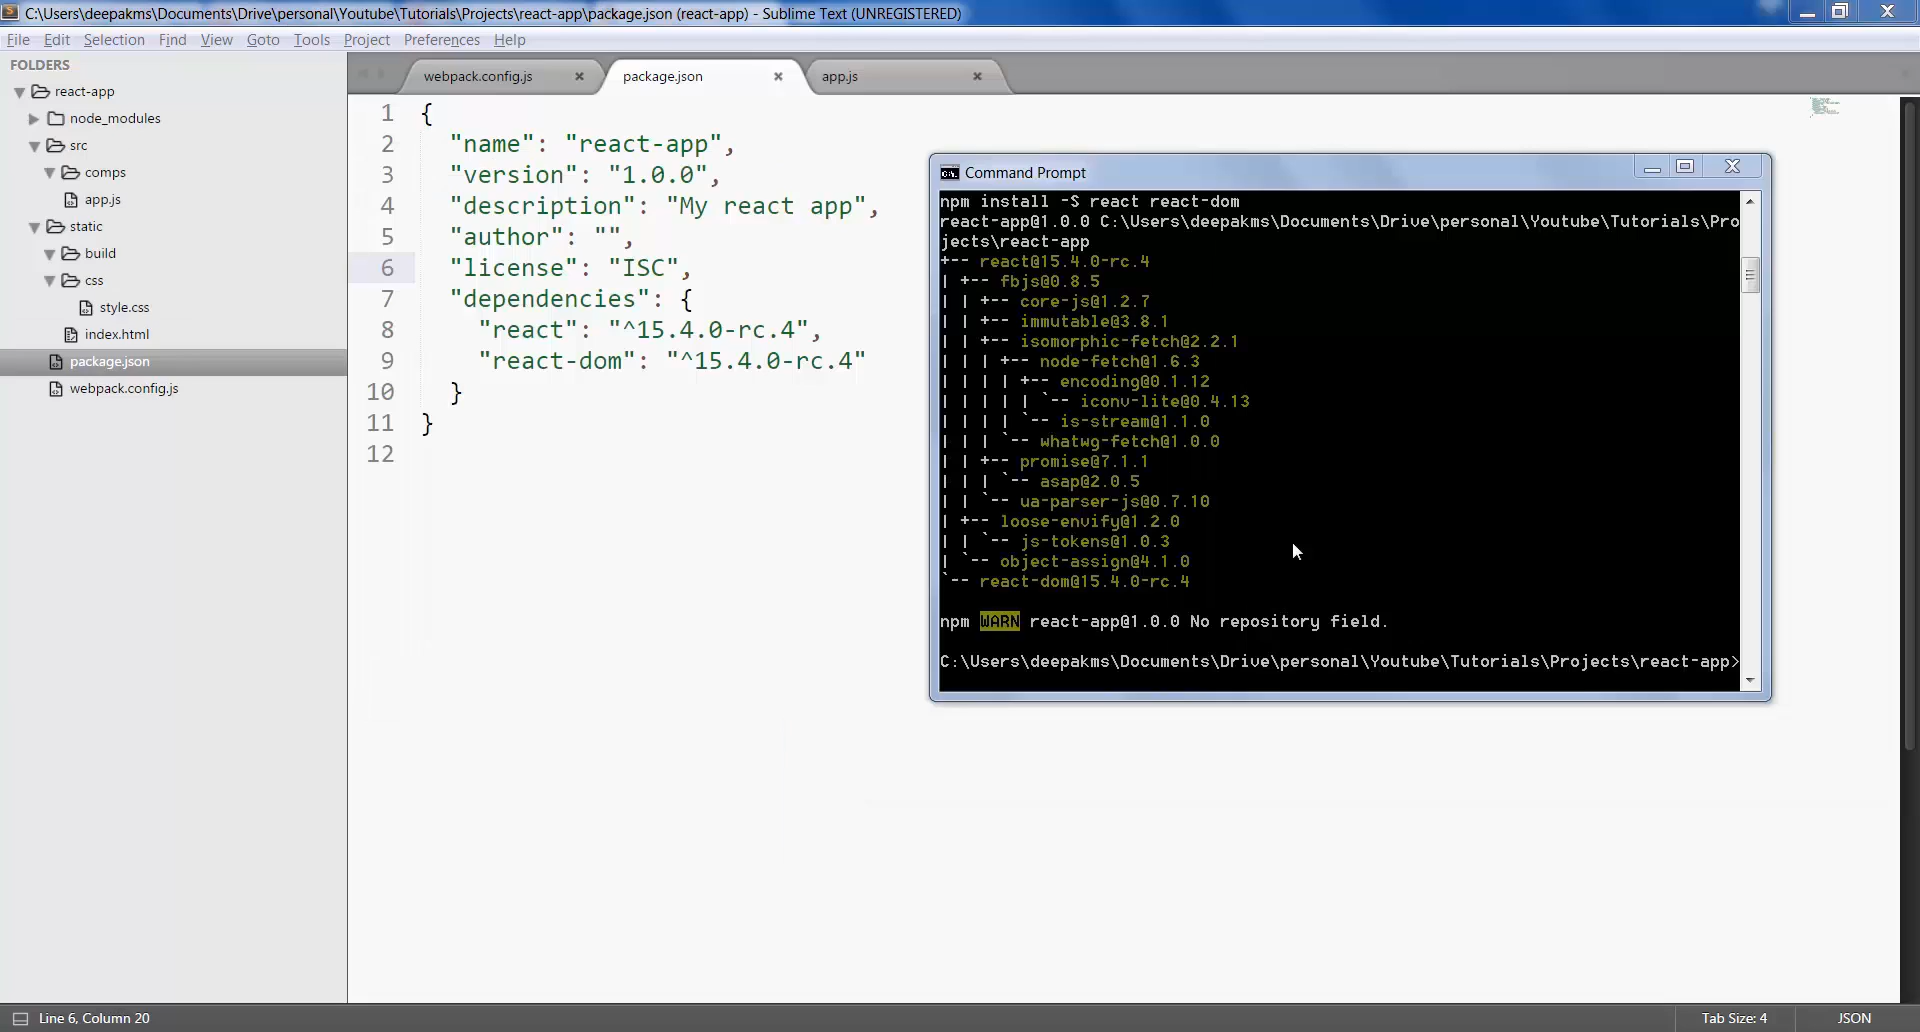 C:\Users\deepakms\Documents\Drive\personal\Youtube\Tutorials\Projects\react-app\package.json (react-app) - Sublime Text (UNREGISTERED)
File Edit Selection Find View Goto Tools Project Preferences Help
FOLDERS
react-app
node_modules
src
comps
app.js
static
build
css
style.css
index.html
package.json
webpack.config.js
webpack.config.js × package.json × app.js ×
1 {
2 "name": "react-app",
3 "version": "1.0.0",
4 "description": "My react app",
5 "author": "",
6 "license": "ISC",
7 "dependencies": {
8 "react": "^15.4.0-rc.4",
9 "react-dom": "^15.4.0-rc.4"
10 }
11 }
12
Command Prompt
npm install -S react react-dom
react-app@1.0.0 C:\Users\deepakms\Documents\Drive\personal\Youtube\Tutorials\Pro
jects\react-app
+-- react@15.4.0-rc.4
| +-- fbjs@0.8.5
| | +-- core-js@1.2.7
| | +-- immutable@3.8.1
| | +-- isomorphic-fetch@2.2.1
| | | +-- node-fetch@1.6.3
| | | | +-- encoding@0.1.12
| | | | | `-- iconv-lite@0.4.13
| | | | `-- is-stream@1.1.0
| | | `-- whatwg-fetch@1.0.0
| | +-- promise@7.1.1
| | | `-- asap@2.0.5
| | `-- ua-parser-js@0.7.10
| +-- loose-envify@1.2.0
| | `-- js-tokens@1.0.3
| `-- object-assign@4.1.0
`-- react-dom@15.4.0-rc.4
npm WARN react-app@1.0.0 No repository field.
C:\Users\deepakms\Documents\Drive\personal\Youtube\Tutorials\Projects\react-app>
Line 6, Column 20
Tab Size: 4
JSON